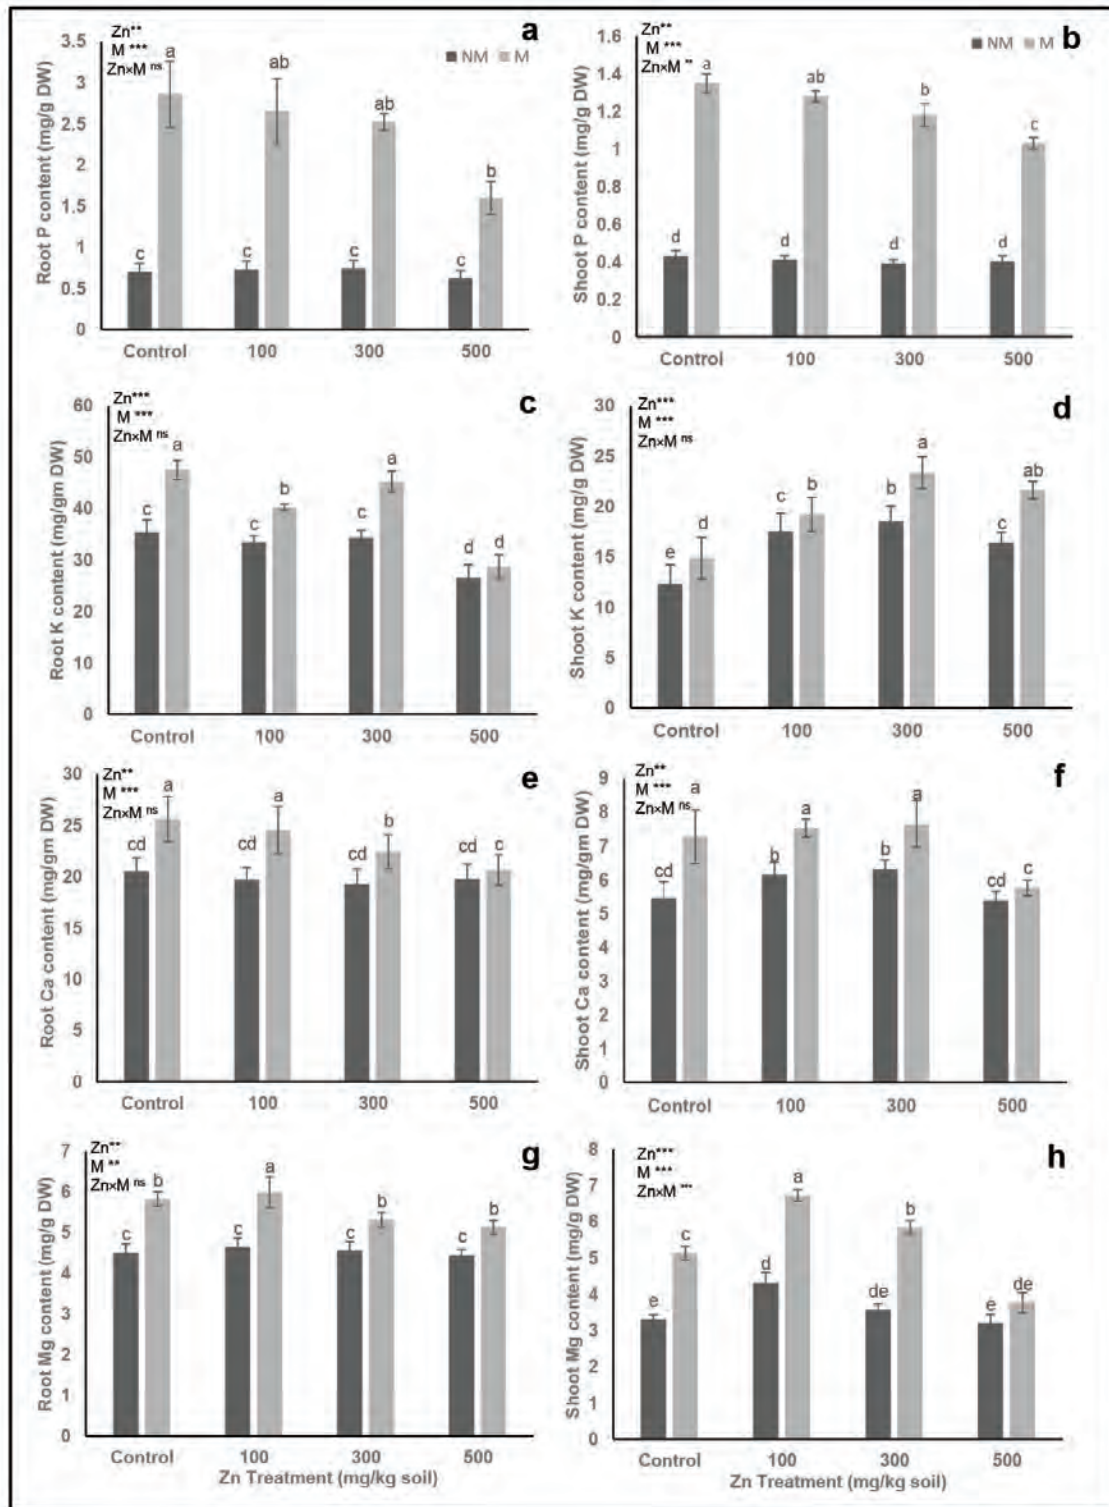 a
Zn**
M ***
Zn×M ns
NM M
Root P content (mg/g DW)
3.5
3
2.5
2
1.5
1
0.5
0
c a c ab c ab c b
Control 100 300 500
b
Zn**
M ***
Zn×M **
NM M
Shoot P content (mg/g DW)
1.6
1.4
1.2
1
0.8
0.6
0.4
0.2
0
d a d ab d b d c
Control 100 300 500
c
Zn***
M ***
Zn×M ns
Root K content (mg/gm DW)
60
50
40
30
20
10
0
c a c b c a d d
Control 100 300 500
d
Zn***
M ***
Zn×M ns
Shoot K content (mg/g DW)
30
25
20
15
10
5
0
e d c b b a c ab
Control 100 300 500
e
Zn**
M ***
Zn×M ns
Root Ca content (mg/gm DW)
30
25
20
15
10
5
0
cd a cd a cd b cd c
Control 100 300 500
f
Zn**
M ***
Zn×M ns
Shoot Ca content (mg/gm DW)
9
8
7
6
5
4
3
2
1
0
cd a b a b a cd c
Control 100 300 500
g
Zn**
M **
Zn×M ns
Root Mg content (mg/g DW)
7
6
5
4
3
2
1
0
c b c a c b c b
Control 100 300 500
Zn Treatment (mg/kg soil)
h
Zn***
M ***
Zn×M ***
Shoot Mg content (mg/g DW)
8
7
6
5
4
3
2
1
0
e c d a de b e de
Control 100 300 500
Zn Treatment (mg/kg soil)